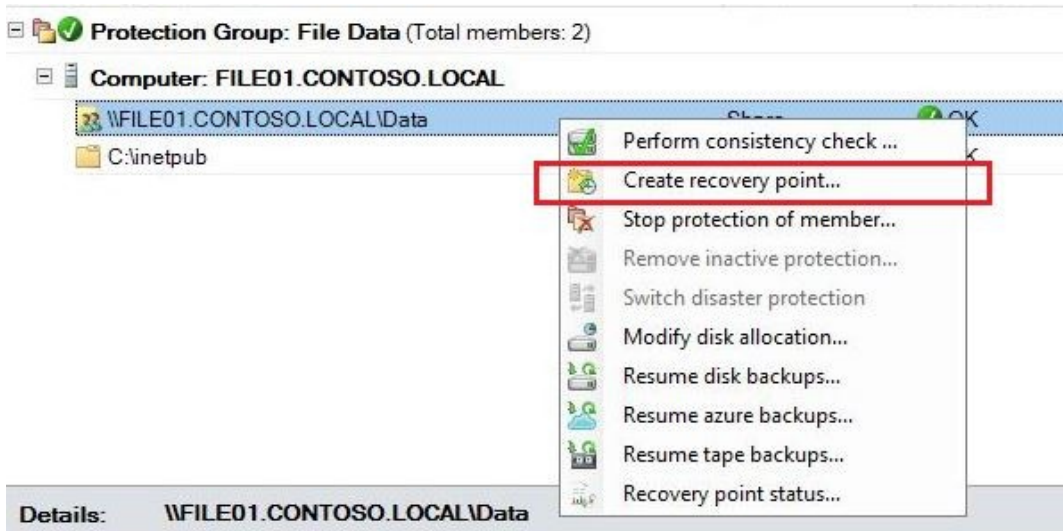 Protection Group: File Data (Total members: 2)
Computer: FILE01.CONTOSO.LOCAL
\\FILE01.CONTOSO.LOCAL\Data Share OK
C:\inetpub
Perform consistency check ...
Create recovery point...
Stop protection of member...
Remove inactive protection...
Switch disaster protection
Modify disk allocation...
Resume disk backups...
Resume azure backups...
Resume tape backups...
Recovery point status...
Details: \\FILE01.CONTOSO.LOCAL\Data